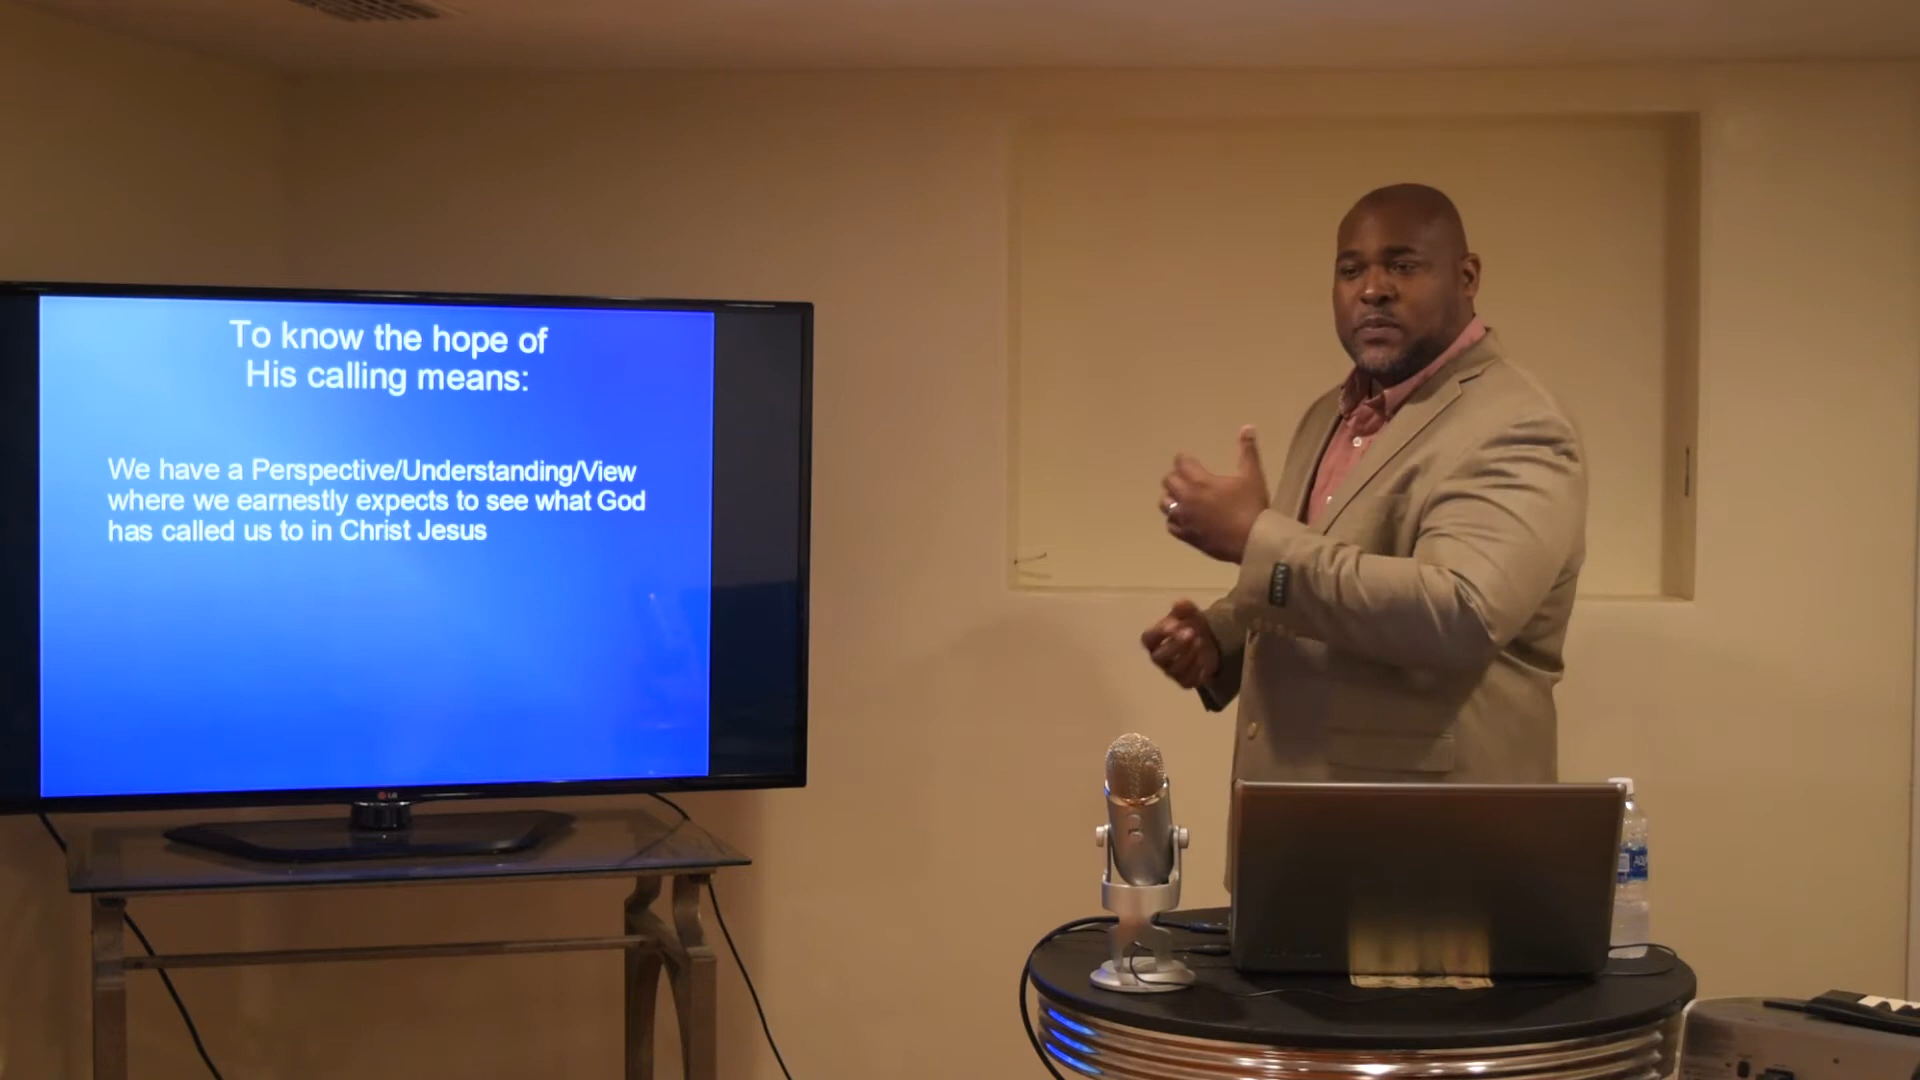 To know the hope of
His calling means:
We have a Perspective/Understanding/View
where we earnestly expects to see what God
has called us to in Christ Jesus
LG